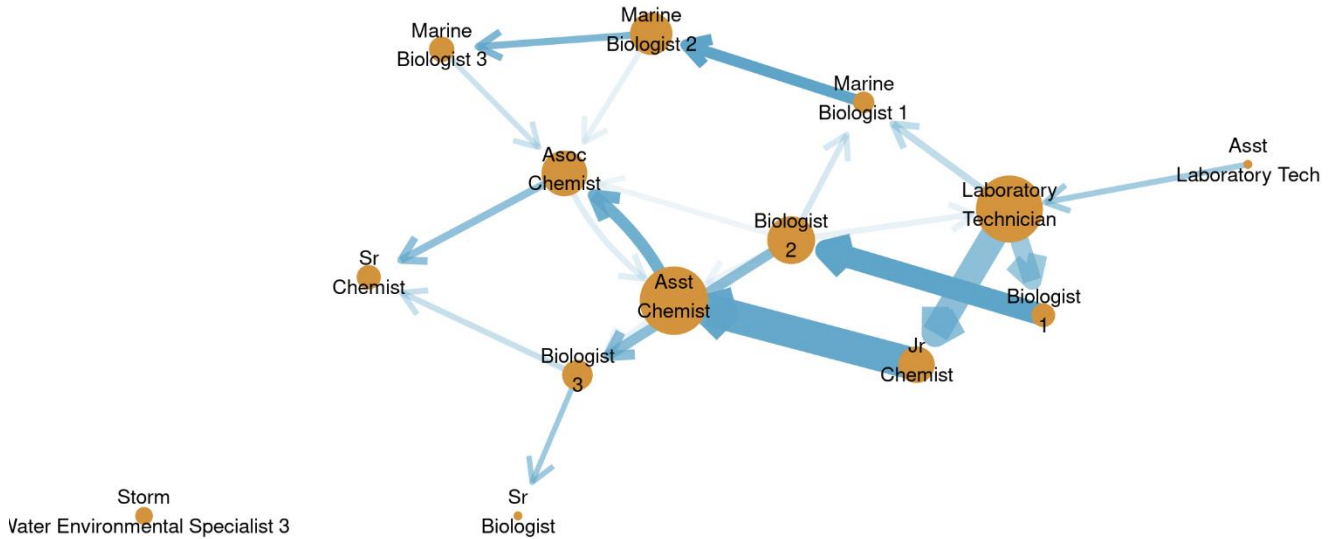 Marine
Biologist 2
Marine
Biologist 3
Marine
Biologist 1
Asst
Laboratory Tech
Asoc
Chemist
Laboratory
Technician
Biologist
2
Sr
Chemist
Asst
Chemist
Biologist
1
Jr
Chemist
Biologist
3
Storm
Water Environmental Specialist 3
Sr
Biologist